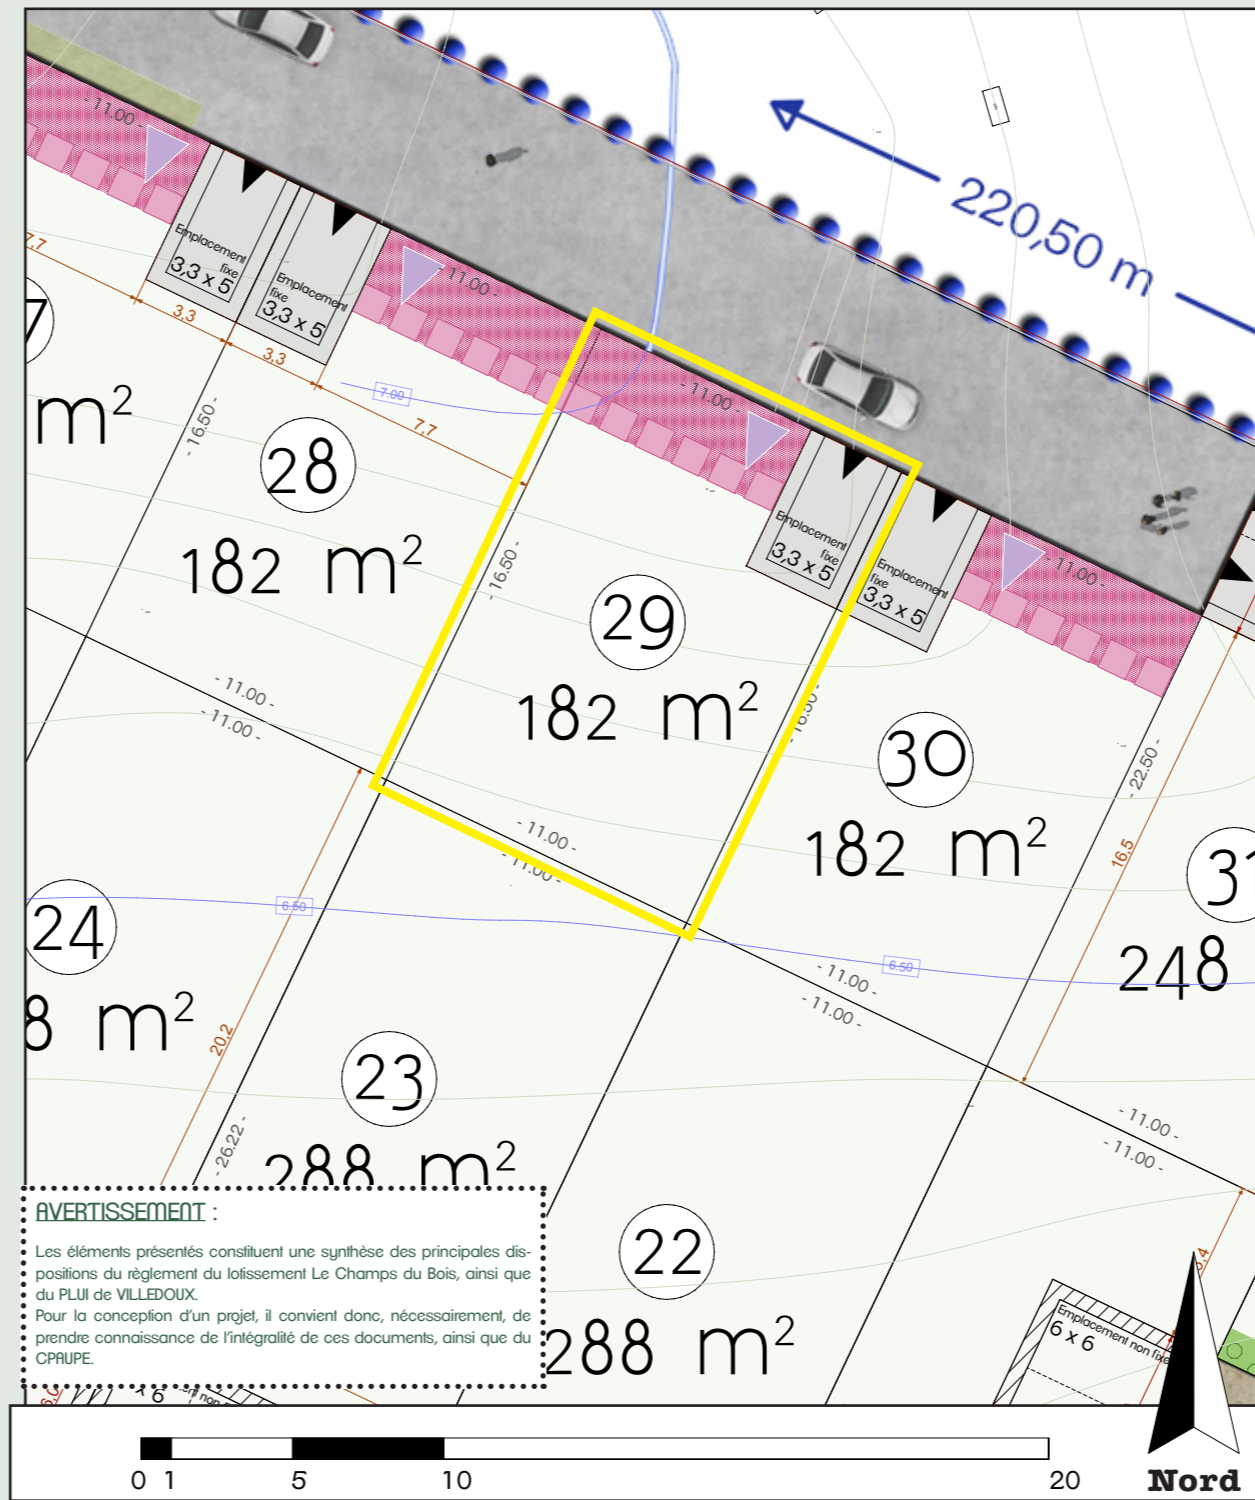 - 11.00 -
220,50 m
Emplacement
fixe
3,3 x 5
Emplacement
fixe
3,3 x 5
- 11.00 -
7.7
3.3
3.3
7.7
7.00
- 11.00 -
7
m²
- 16.50 -
28
182 m²
- 16.50 -
Emplacement
fixe
3,3 x 5
Emplacement
fixe
3,3 x 5
- 11.00 -
29
182 m²
- 16.50 -
30
182 m²
- 22.50 -
16,5
31
248
- 11.00 -
- 11.00 -
- 11.00 -
- 11.00 -
6.50
6.50
- 11.00 -
- 11.00 -
24
8 m²
20,2
- 26.22 -
23
288 m²
- 11.00 -
- 11.00 -
22
288 m²
Emplacement non fixe
6 x 6
AVERTISSEMENT :
Les éléments présentés constituent une synthèse des principales dis-
positions du règlement du lotissement Le Champs du Bois, ainsi que
du PLUI de VILLEDOUX.
Pour la conception d'un projet, il convient donc, nécessairement, de
prendre connaissance de l'intégralité de ces documents, ainsi que du
CPAUPE.
x 6
0 1 5 10 20
Nord